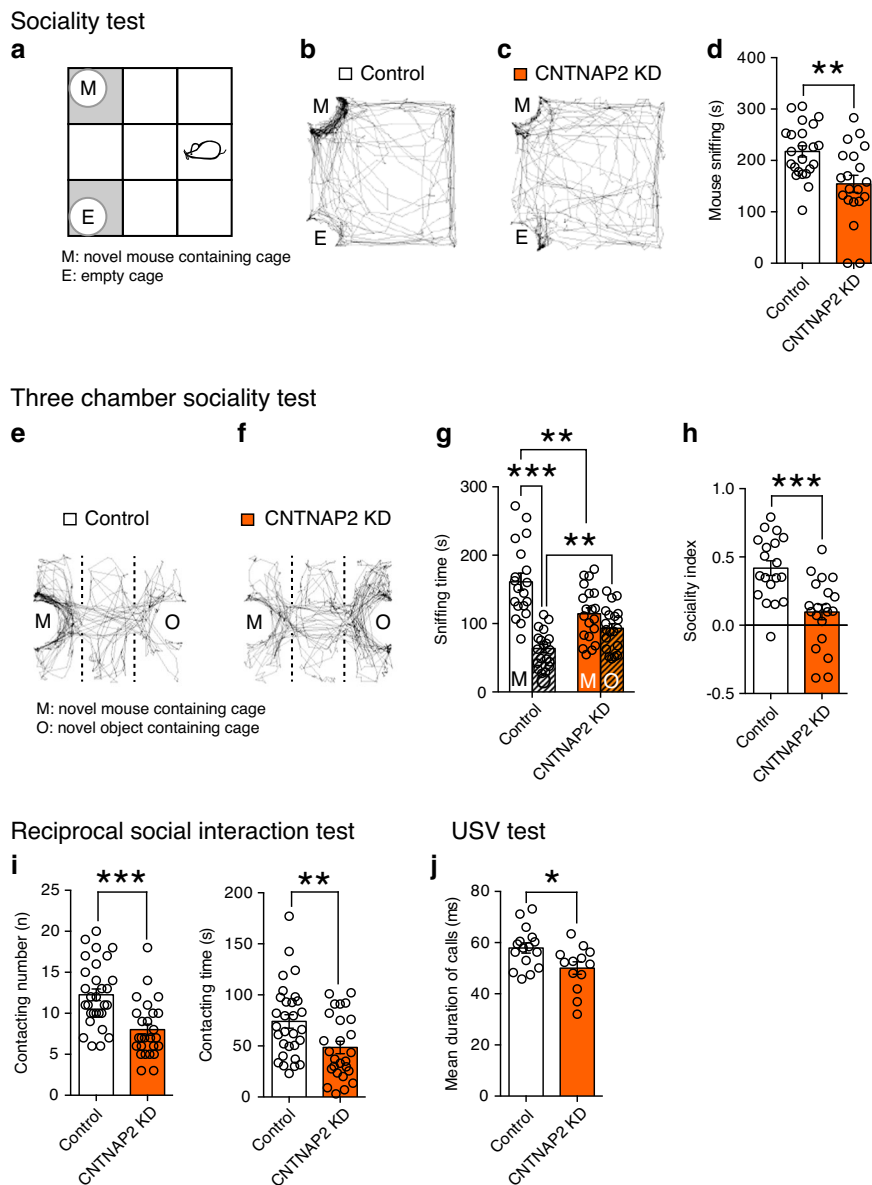 Sociality test
a
b
c
d
M
E
M: novel mouse containing cage
E: empty cage
Control
M
E
CNTNAP2 KD
M
E
Mouse sniffing (s)
400
300
200
100
0
**
Control
CNTNAP2 KD
Three chamber sociality test
e
f
g
h
Control
M
O
CNTNAP2 KD
M
O
M: novel mouse containing cage
O: novel object containing cage
Sniffing time (s)
300
200
100
0
**
***
**
M
O
M
O
Control
CNTNAP2 KD
Sociality index
1.0
0.5
0.0
-0.5
***
Control
CNTNAP2 KD
Reciprocal social interaction test
USV test
i
j
Contacting number (n)
25
20
15
10
5
0
***
Control
CNTNAP2 KD
Contacting time (s)
200
150
100
50
0
**
Control
CNTNAP2 KD
Mean duration of calls (ms)
80
60
40
20
0
*
Control
CNTNAP2 KD